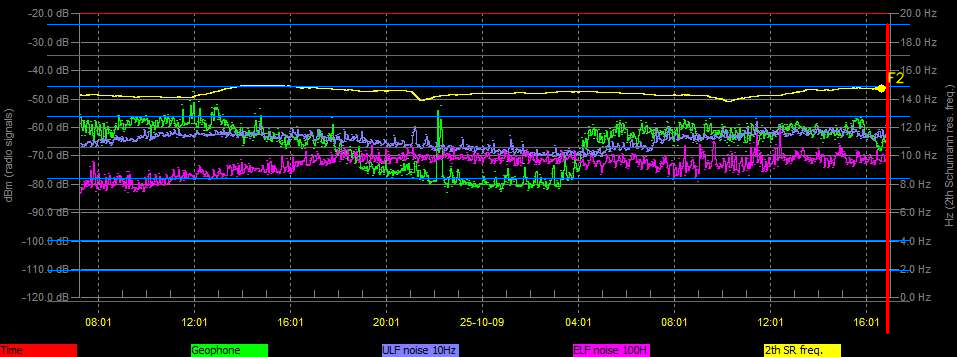 -20.0 dB 20.0 Hz
-30.0 dB 18.0 Hz
-40.0 dB 16.0 Hz
F2
-50.0 dB 14.0 Hz
-60.0 dB 12.0 Hz
-70.0 dB 10.0 Hz
-80.0 dB 8.0 Hz
-90.0 dB 6.0 Hz
-100.0 dB 4.0 Hz
-110.0 dB 2.0 Hz
-120.0 dB 0.0 Hz
dBm (radio signals)
Hz (2th Schumann res. freq.)
08:01 12:01 16:01 20:01 25-10-09 04:01 08:01 12:01 16:01
Time Geophone ULF noise 10Hz ELF noise 100H 2th SR freq.